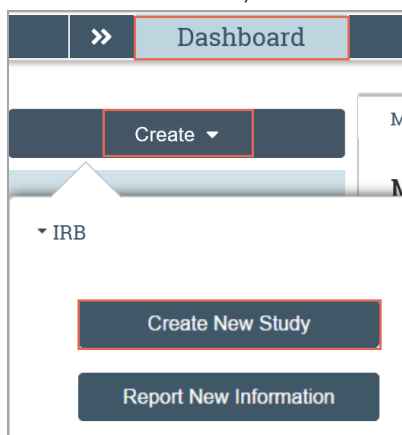 » Dashboard
Create
M
M
IRB
Create New Study
Report New Information